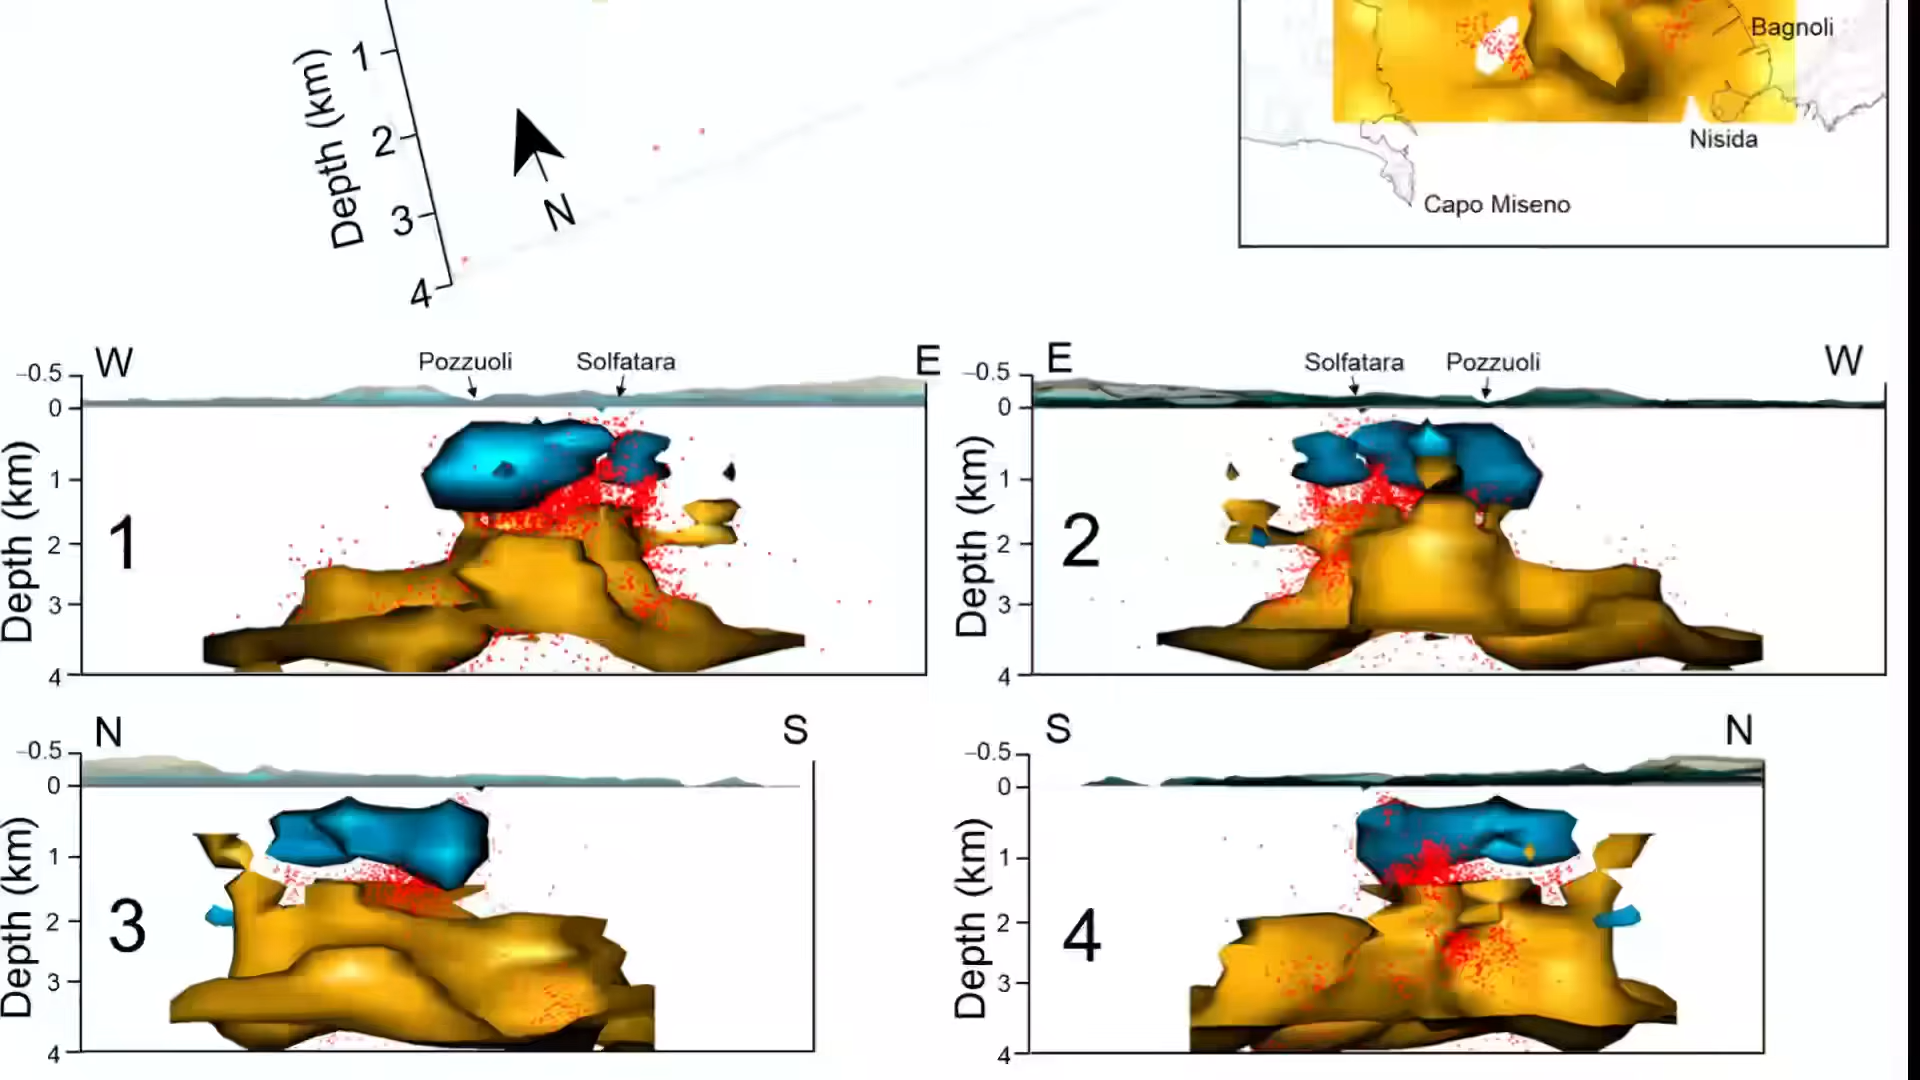 Depth (km)
1
2
3
4
N
Bagnoli
Nisida
Capo Miseno
W
Pozzuoli
Solfatara
E
–0.5
0
1
2
3
4
Depth (km)
1
E
Solfatara
Pozzuoli
W
–0.5
0
1
2
3
4
Depth (km)
2
N
S
–0.5
0
1
2
3
4
Depth (km)
3
S
N
–0.5
0
1
2
3
4
Depth (km)
4